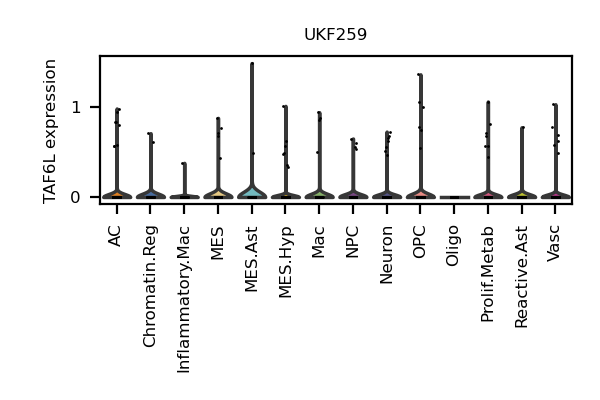 UKF259
TAF6L expression
1
0
AC
Chromatin.Reg
Inflammatory.Mac
MES
MES.Ast
MES.Hyp
Mac
NPC
Neuron
OPC
Oligo
Prolif.Metab
Reactive.Ast
Vasc